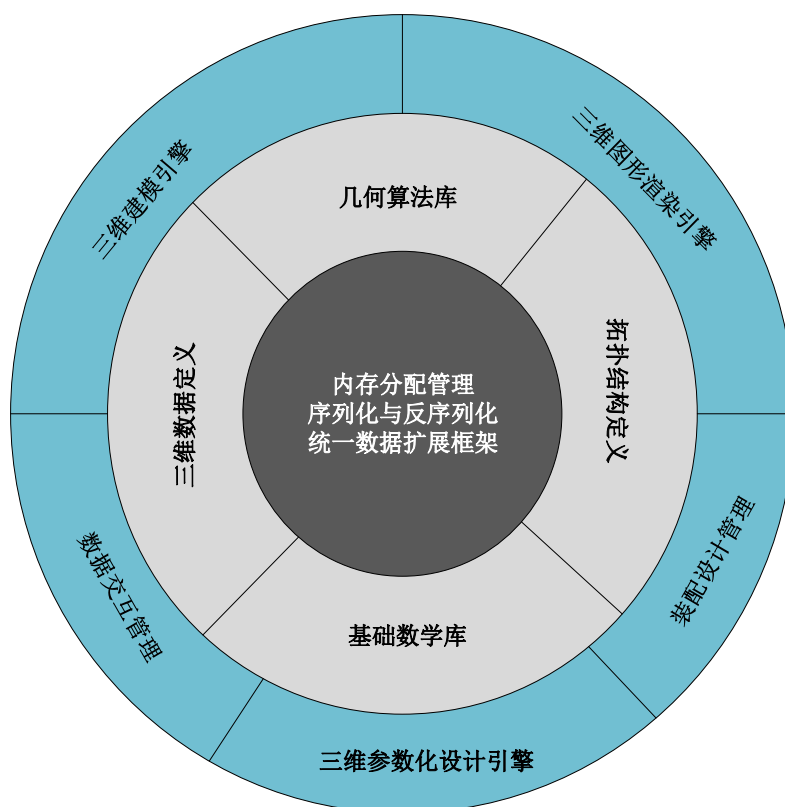 三维建模引擎
三维图形渲染引擎
几何算法库
三维数据定义
拓扑结构定义
内存分配管理
序列化与反序列化
统一数据扩展框架
数据交互管理
装配设计管理
基础数学库
三维参数化设计引擎